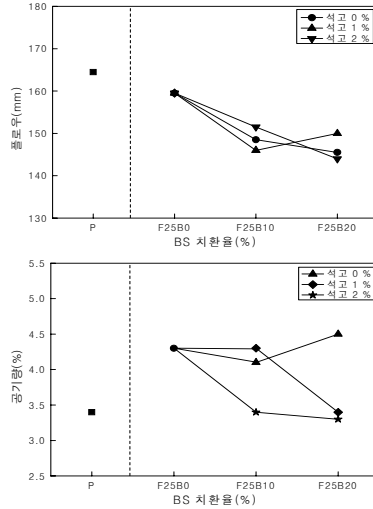 석고 0 %
석고 1 %
석고 2 %
170
160
150
140
130
플로우(mm)
P
F25B0
F25B10
F25B20
BS 치환율(%)
석고 0 %
석고 1 %
석고 2 %
5.5
5.0
4.5
4.0
3.5
3.0
2.5
공기량(%)
P
F25B0
F25B10
F25B20
BS 치환율(%)